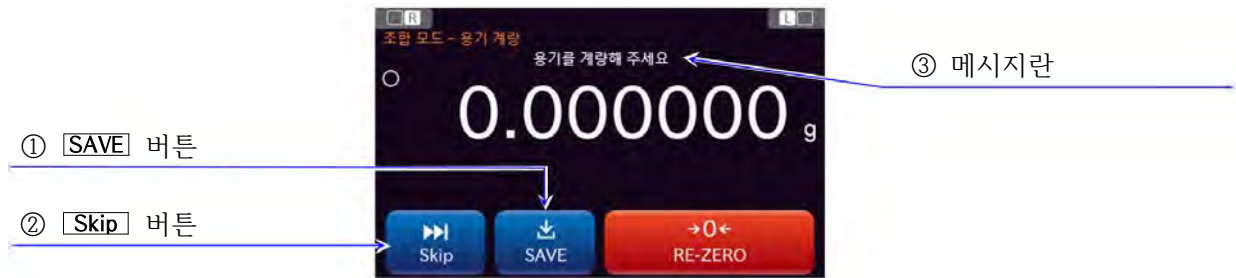 R L
조합 모드 - 용기 계량
용기를 계량해 주세요
③ 메시지란
0.000000 g
① SAVE 버튼
② Skip 버튼
Skip
SAVE
→0←
RE-ZERO